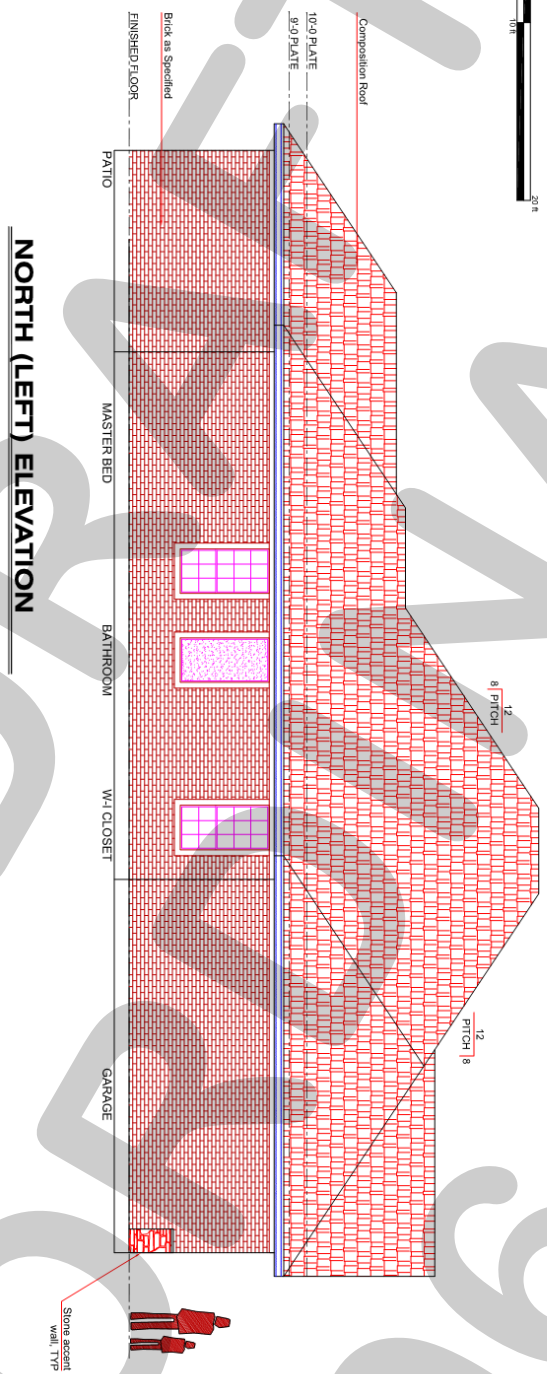 10 ft
20 ft
Composition Roof
10'-0 PLATE
9'-0 PLATE
Brick as Specified
FINISHED FLOOR
12
8 PITCH
12
PITCH 8
PATIO
MASTER BED
BATHROOM
W-I CLOSET
GARAGE
Stone accent
wall, TYP
NORTH (LEFT) ELEVATION